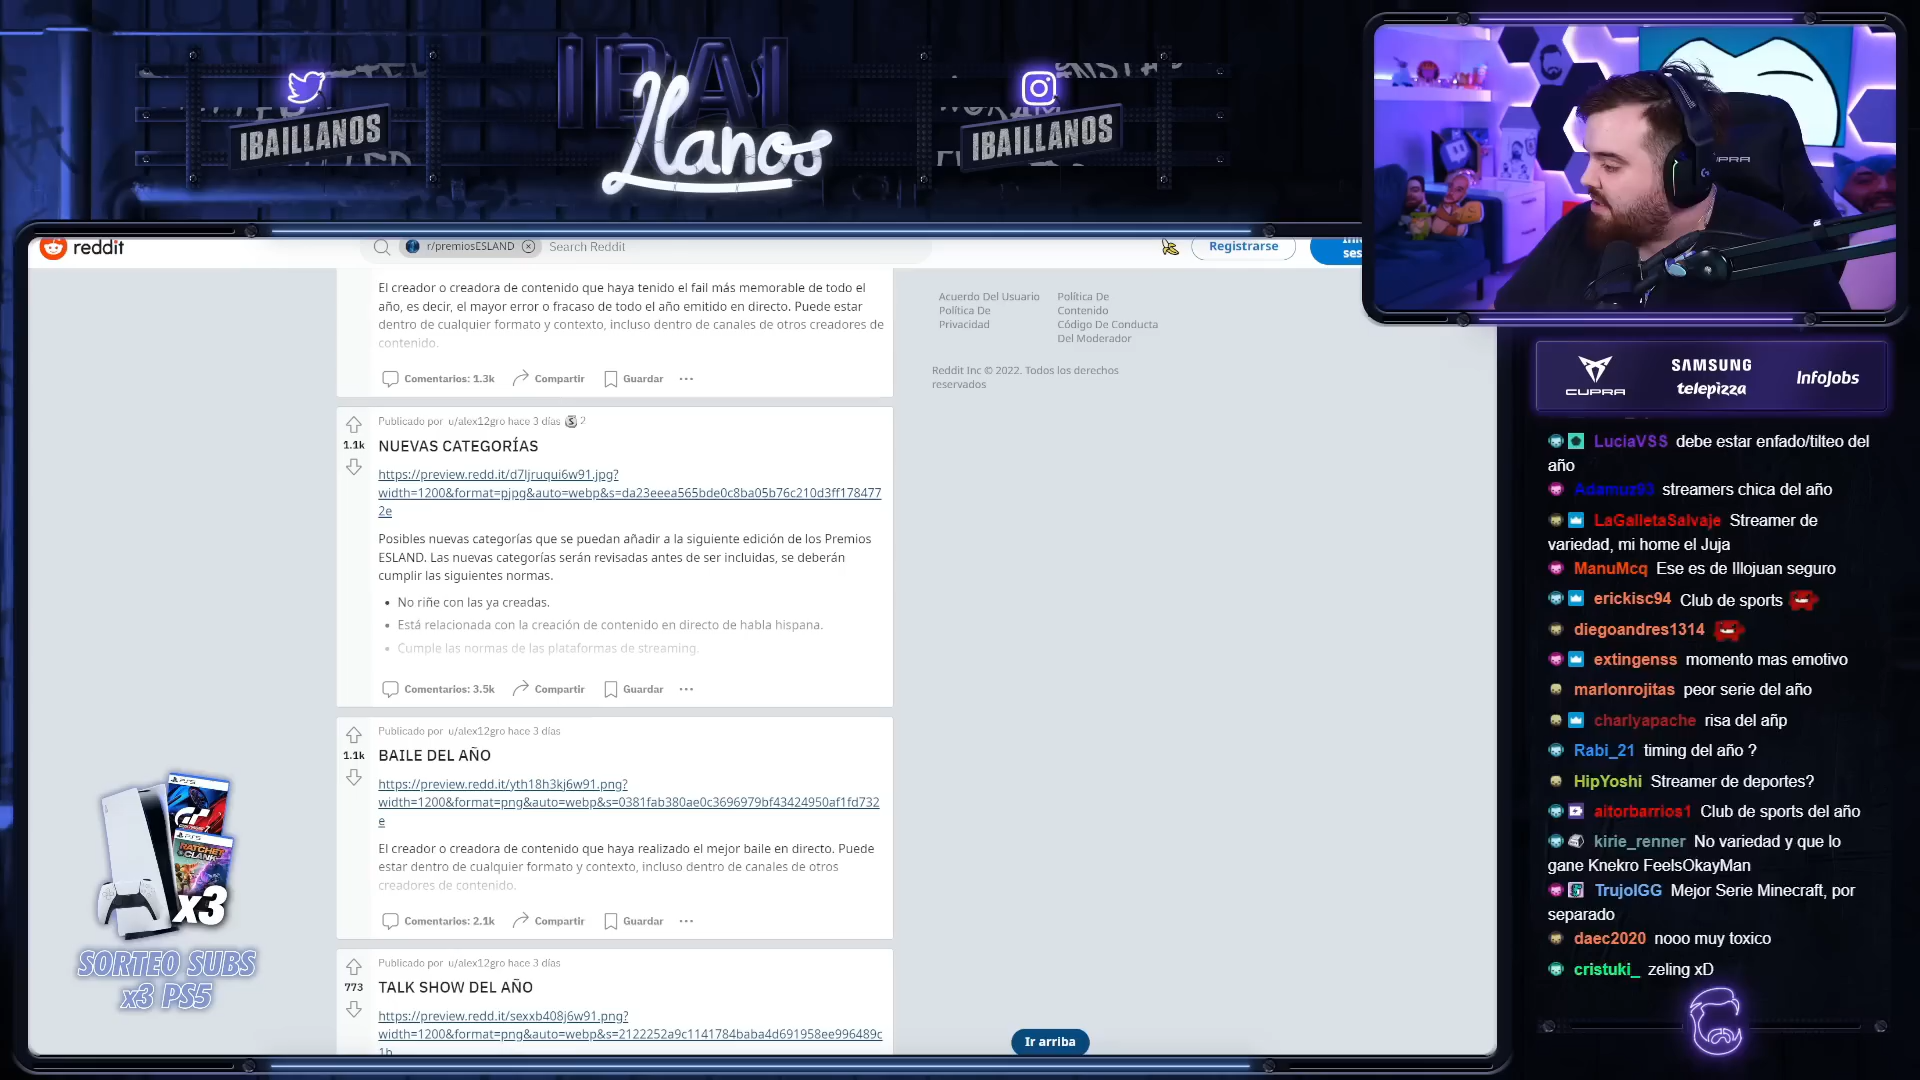 IBAI
Llanos
IBAILLANOS
IBAILLANOS
reddit
r/premiosESLAND
Search Reddit
Registrarse
ses
El creador o creadora de contenido que haya tenido el fail más memorable de todo el
año, es decir, el mayor error o fracaso de todo el año emitido en directo. Puede estar
dentro de cualquier formato y contexto, incluso dentro de canales de otros creadores de
contenido.
Comentarios: 1.3k
Compartir
Guardar
Acuerdo Del Usuario
Política De
Privacidad
Política De
Contenido
Código De Conducta
Del Moderador
Reddit Inc © 2022. Todos los derechos
reservados
Publicado por u/alex12gro hace 3 días 2
1.1k
NUEVAS CATEGORÍAS
https://preview.redd.it/d7ljruqui6w91.jpg?
width=1200&format=pjpg&auto=webp&s=da23eeea565bde0c8ba05b76c210d3ff178477
2e
Posibles nuevas categorías que se puedan añadir a la siguiente edición de los Premios
ESLAND. Las nuevas categorías serán revisadas antes de ser incluidas, se deberán
cumplir las siguientes normas.
• No riñe con las ya creadas.
• Está relacionada con la creación de contenido en directo de habla hispana.
• Cumple las normas de las plataformas de streaming.
Comentarios: 3.5k
Compartir
Guardar
Publicado por u/alex12gro hace 3 días
1.1k
BAILE DEL AÑO
https://preview.redd.it/yth18h3kj6w91.png?
width=1200&format=png&auto=webp&s=0381fab380ae0c3696979bf43424950af1fd732
e
El creador o creadora de contenido que haya realizado el mejor baile en directo. Puede
estar dentro de cualquier formato y contexto, incluso dentro de canales de otros
creadores de contenido.
Comentarios: 2.1k
Compartir
Guardar
Publicado por u/alex12gro hace 3 días
773
TALK SHOW DEL AÑO
https://preview.redd.it/sexxb408j6w91.png?
width=1200&format=png&auto=webp&s=2122252a9c1141784baba4d691958ee996489c
1b
Ir arriba
x3
SORTEO SUBS
x3 PS5
CUPRA
SAMSUNG
telepizza
InfoJobs
LuciaVSS debe estar enfado/tilteo del
año
Adamuz93 streamers chica del año
LaGalletaSalvaje Streamer de
variedad, mi home el Juja
ManuMcq Ese es de Illojuan seguro
erickisc94 Club de sports
diegoandres1314
extingenss momento mas emotivo
marlonrojitas peor serie del año
charlyapache risa del añp
Rabi_21 timing del año ?
HipYoshi Streamer de deportes?
aitorbarrios1 Club de sports del año
kirie_renner No variedad y que lo
gane Knekro FeelsOkayMan
TrujoIGG Mejor Serie Minecraft, por
separado
daec2020 nooo muy toxico
cristuki_ zeling xD